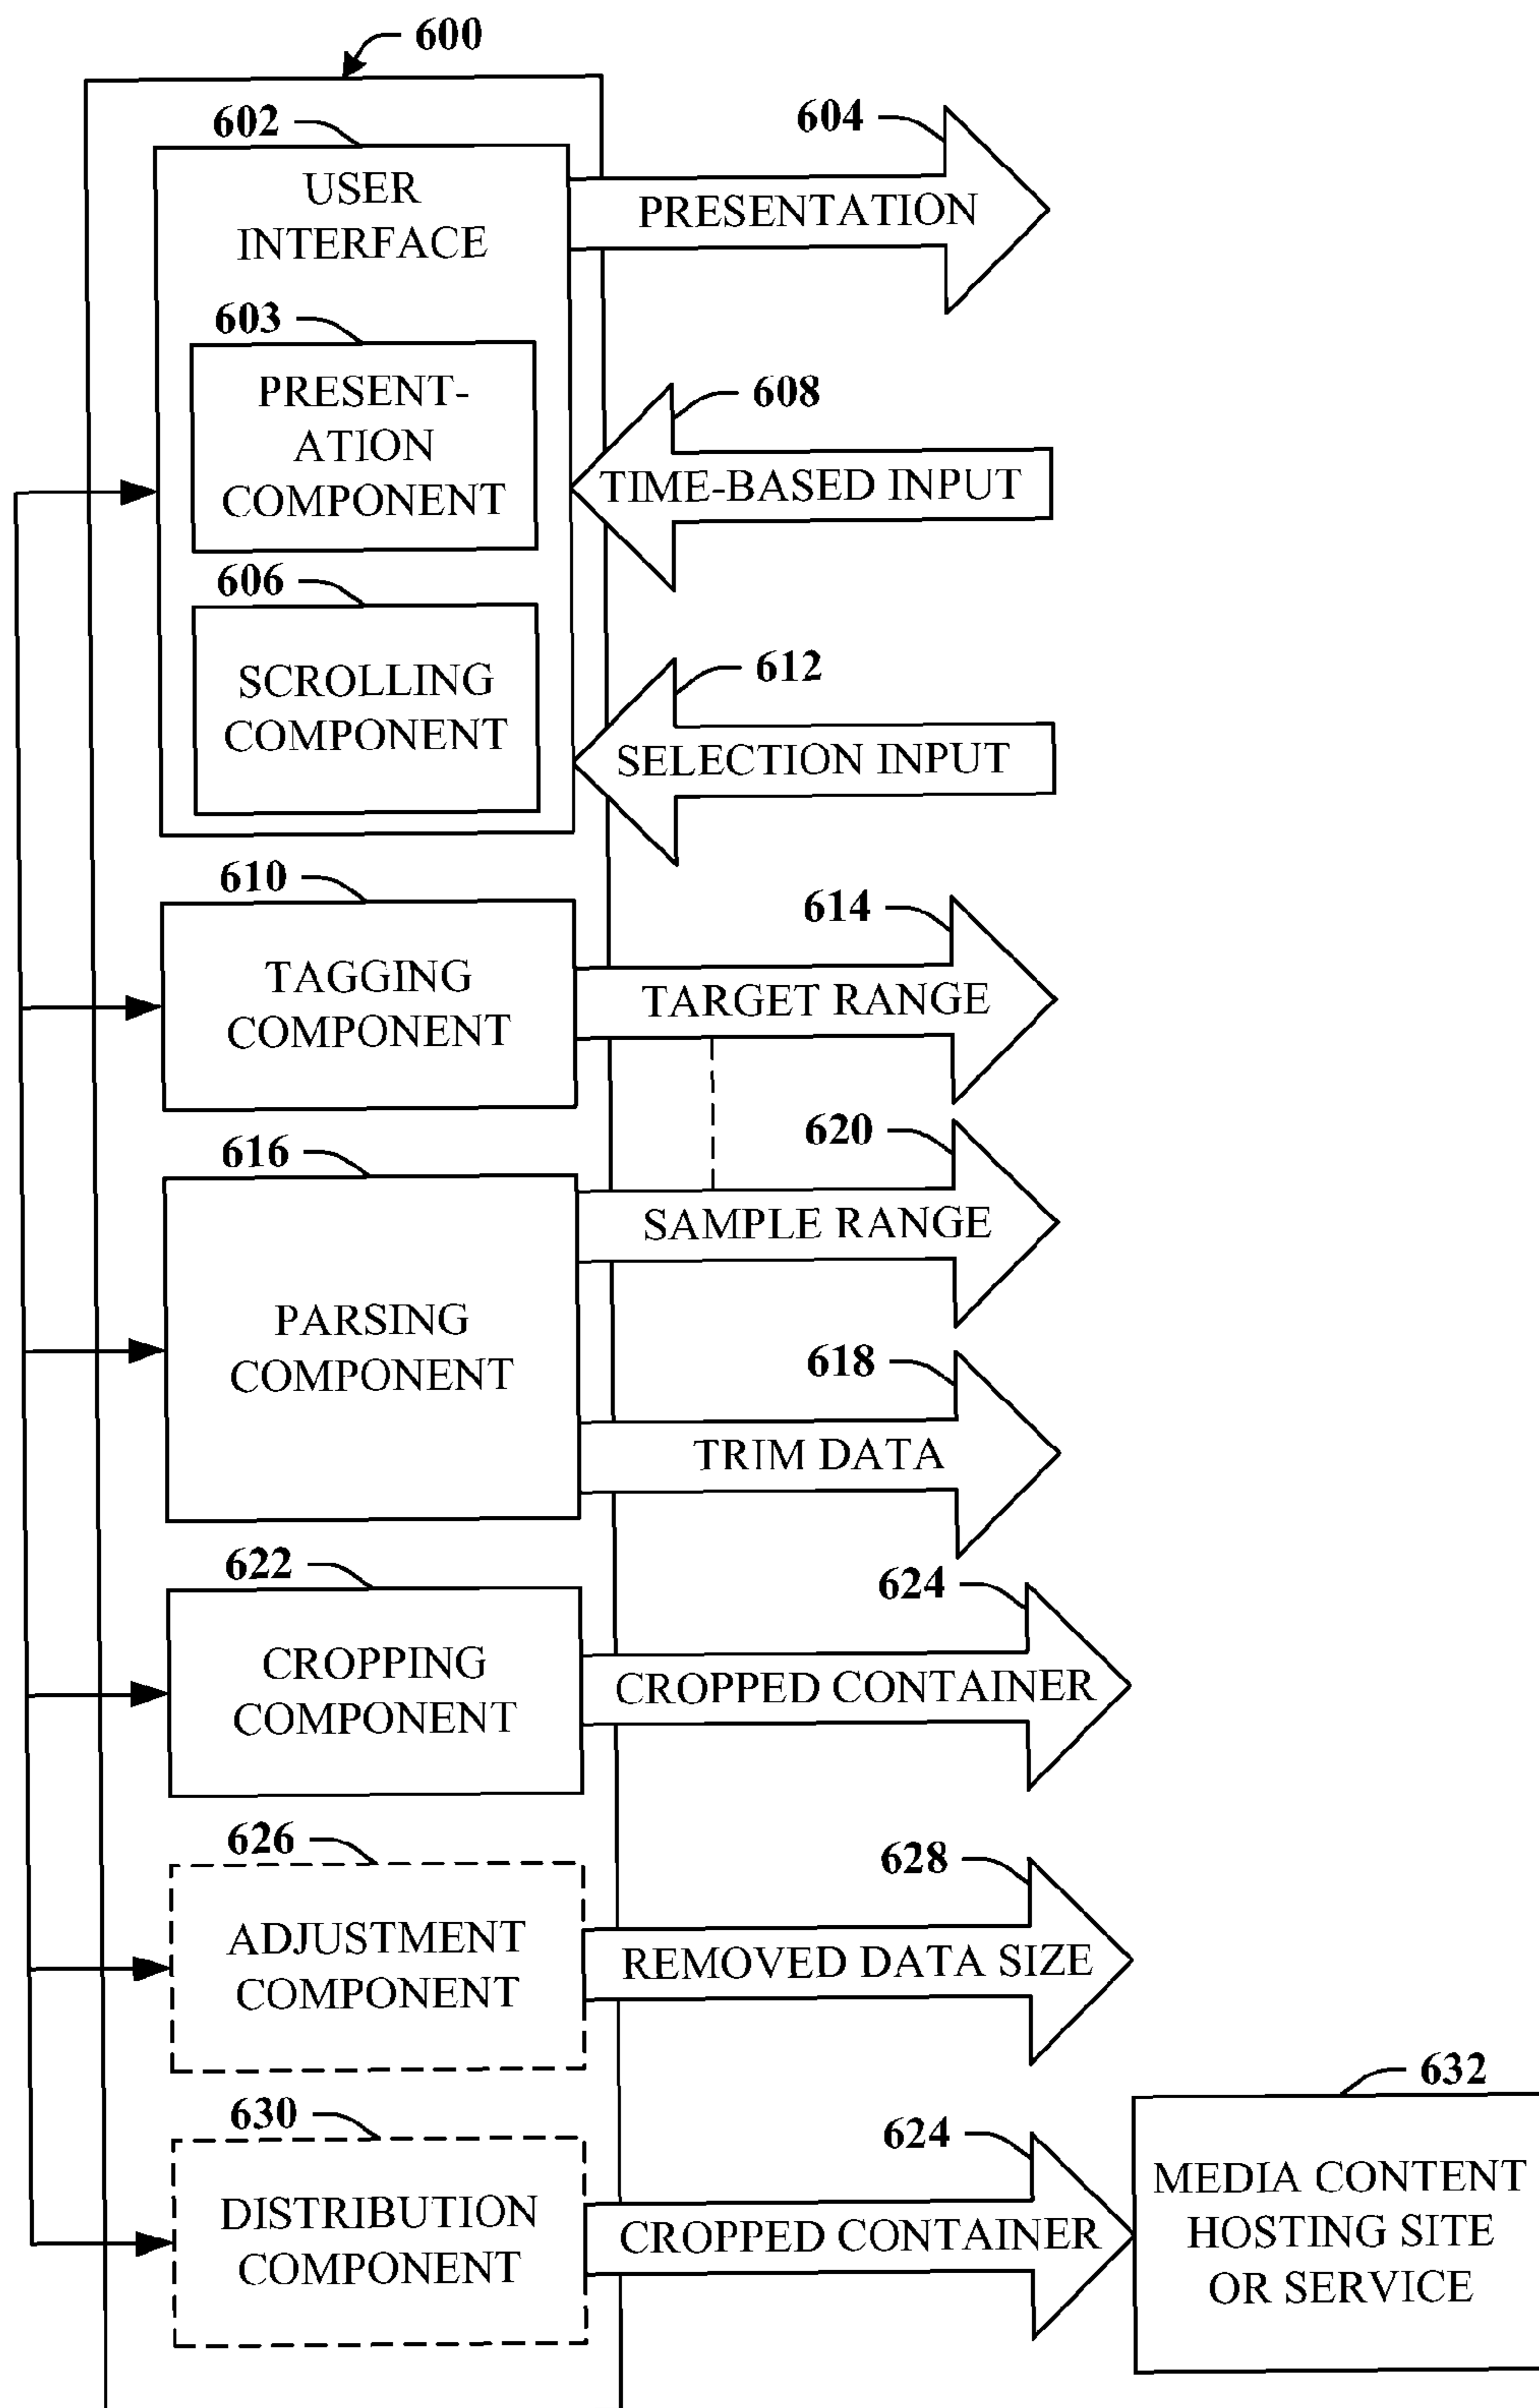 600
602
USER
INTERFACE
604
PRESENTATION
603
PRESENT-
ATION
COMPONENT
608
TIME-BASED INPUT
606
SCROLLING
COMPONENT
612
SELECTION INPUT
610
TAGGING
COMPONENT
614
TARGET RANGE
616
PARSING
COMPONENT
620
SAMPLE RANGE
618
TRIM DATA
622
CROPPING
COMPONENT
624
CROPPED CONTAINER
626
ADJUSTMENT
COMPONENT
628
REMOVED DATA SIZE
630
DISTRIBUTION
COMPONENT
624
CROPPED CONTAINER
632
MEDIA CONTENT
HOSTING SITE
OR SERVICE